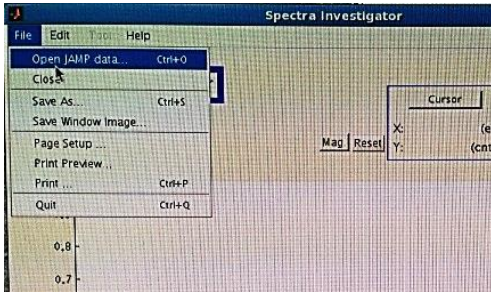 Spectra Investigator
File Edit Tool Help
Open JAMP data... Ctrl+O
Close
Save As... Ctrl+S
Save Window Image...
Page Setup ...
Print Preview...
Print ... Ctrl+P
Quit Ctrl+Q
Cursor
X: (e
Y: (cnt
Mag Reset
0.8
0.7